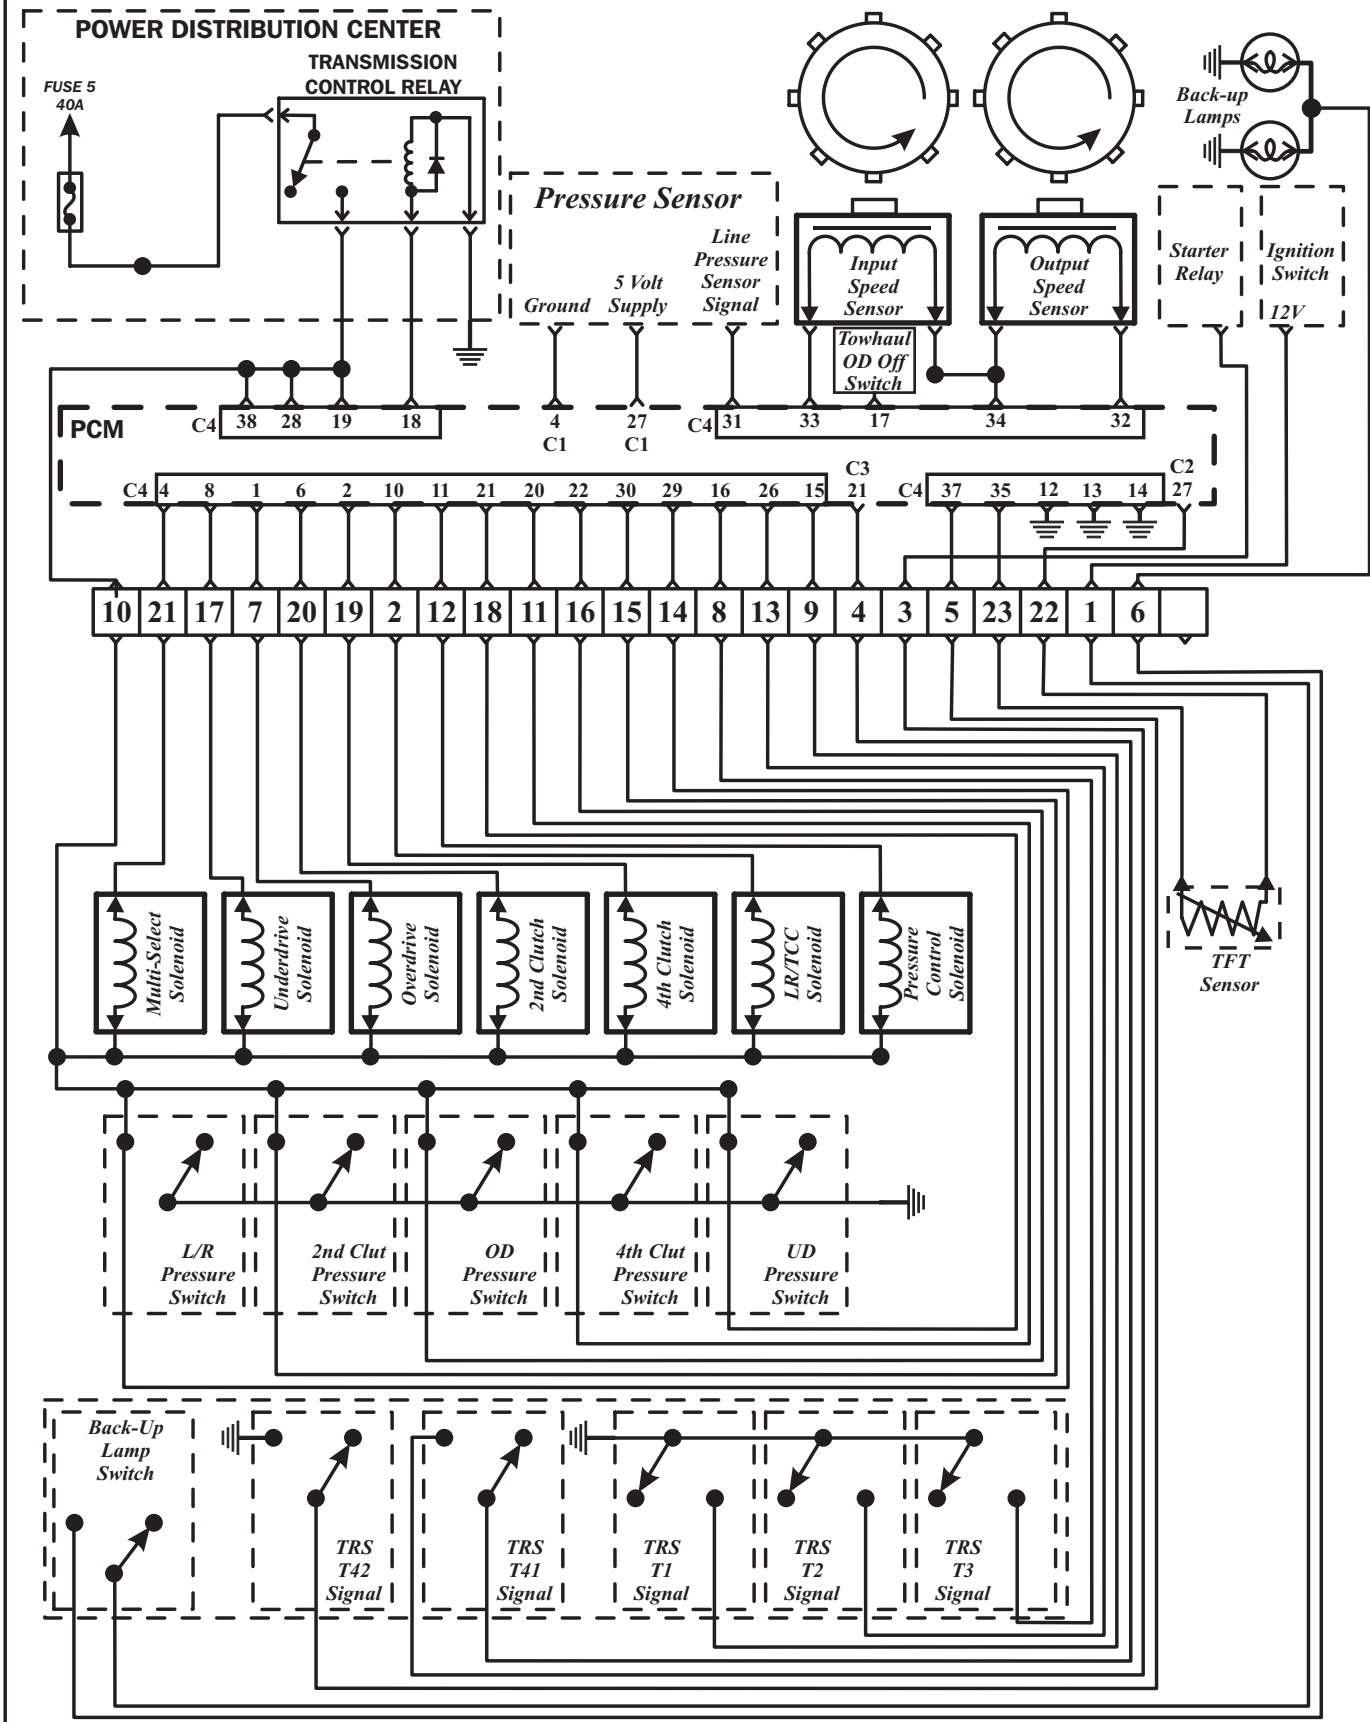 POWER DISTRIBUTION CENTER
TRANSMISSION
CONTROL RELAY
FUSE 5
40A
Back-up
Lamps
Pressure Sensor
Ground
5 Volt
Supply
Line
Pressure
Sensor
Signal
Input
Speed
Sensor
Output
Speed
Sensor
Starter
Relay
Ignition
Switch
12V
Towhaul
OD Off
Switch
PCM
C4 38 28 19 18
4
C1
27
C1
C4 31 33 17 34 32
C4 4 8 1 6 2 10 11 21 20 22 30 29 16 26 15
C3
21
C4 37 35 12 13 14
C2
27
10 21 17 7 20 19 2 12 18 11 16 15 14 8 13 9 4 3 5 23 22 1 6
Multi-Select
Solenoid
Underdrive
Solenoid
Overdrive
Solenoid
2nd Clutch
Solenoid
4th Clutch
Solenoid
LR/TCC
Solenoid
Pressure
Control
Solenoid
TFT
Sensor
L/R
Pressure
Switch
2nd Clut
Pressure
Switch
OD
Pressure
Switch
4th Clut
Pressure
Switch
UD
Pressure
Switch
Back-Up
Lamp
Switch
TRS
T42
Signal
TRS
T41
Signal
TRS
T1
Signal
TRS
T2
Signal
TRS
T3
Signal